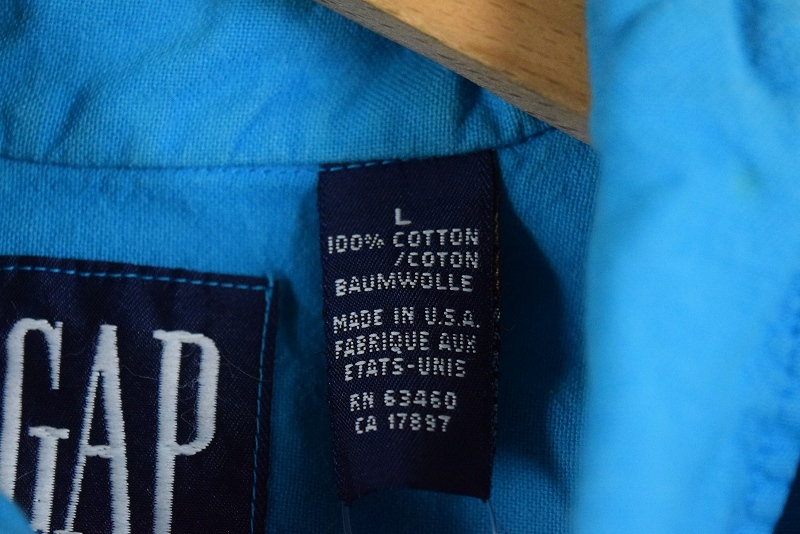 L
100% COTTON
/COTON
BAUMWOLLE
MADE IN U.S.A.
FABRIQUE AUX
ETATS-UNIS
RN 63460
CA 17897
GAP